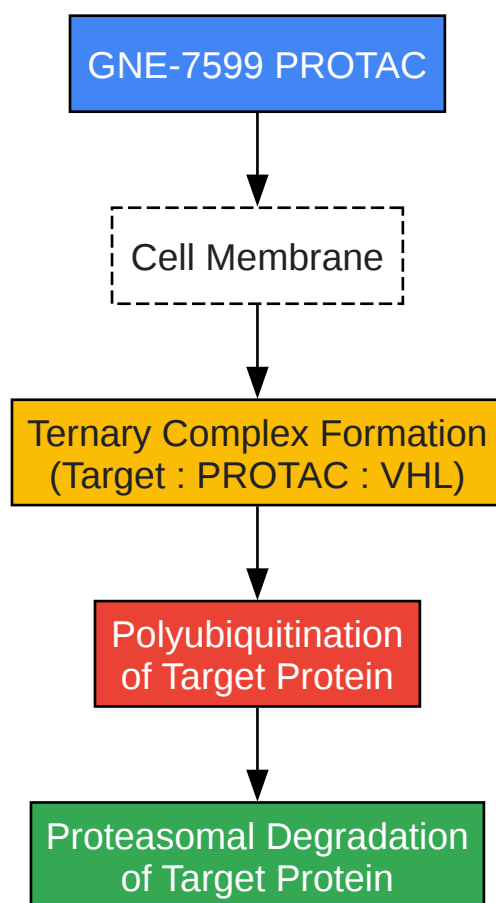 GNE-7599 PROTAC
Cell Membrane
Ternary Complex Formation
(Target : PROTAC : VHL)
Polyubiquitination
of Target Protein
Proteasomal Degradation
of Target Protein